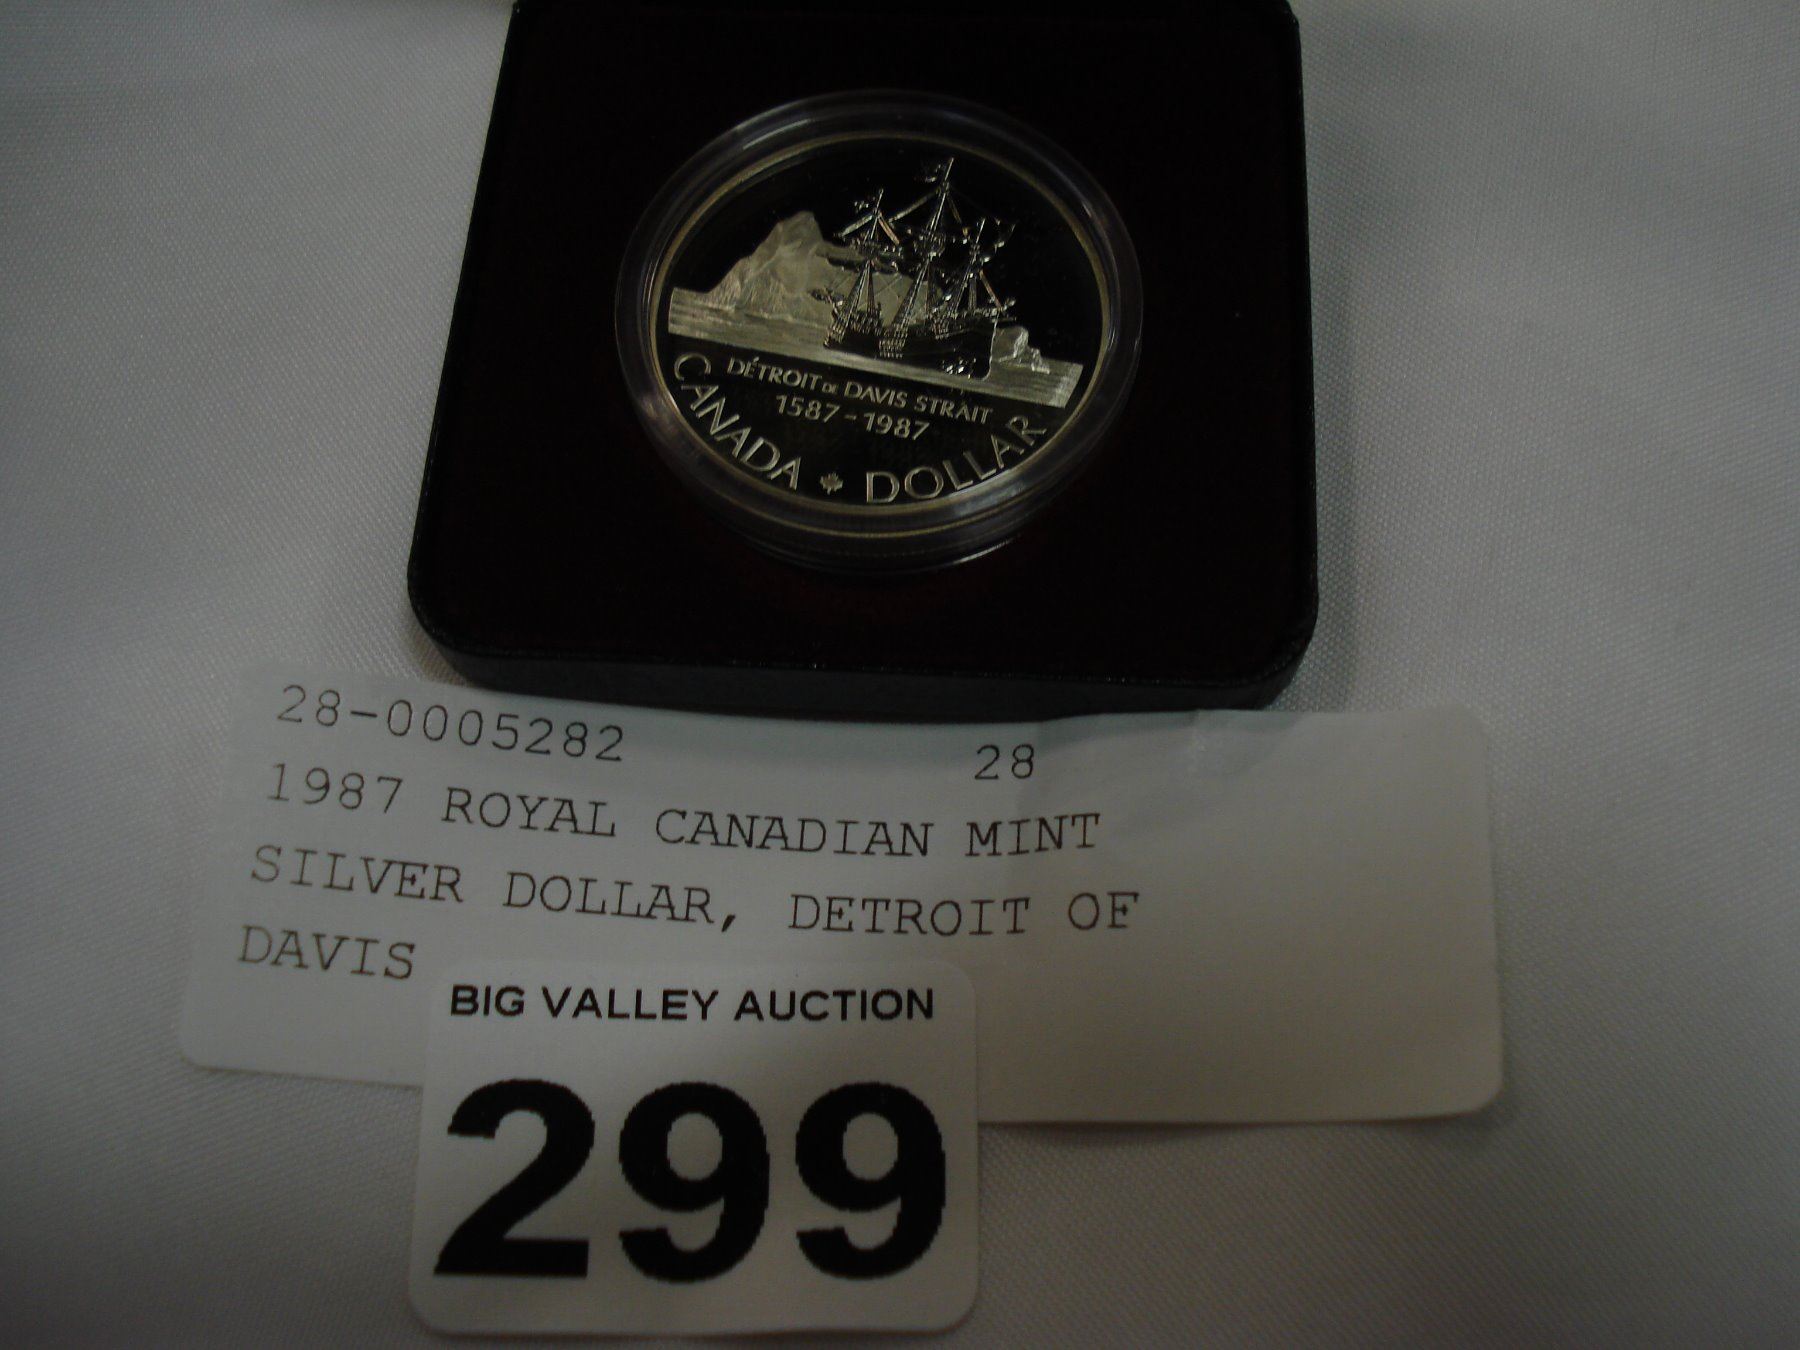 DÉTROIT DE DAVIS STRAIT
1587-1987
CANADA DOLLAR
28-0005282 28
1987 ROYAL CANADIAN MINT
SILVER DOLLAR, DETROIT OF
DAVIS
BIG VALLEY AUCTION
299